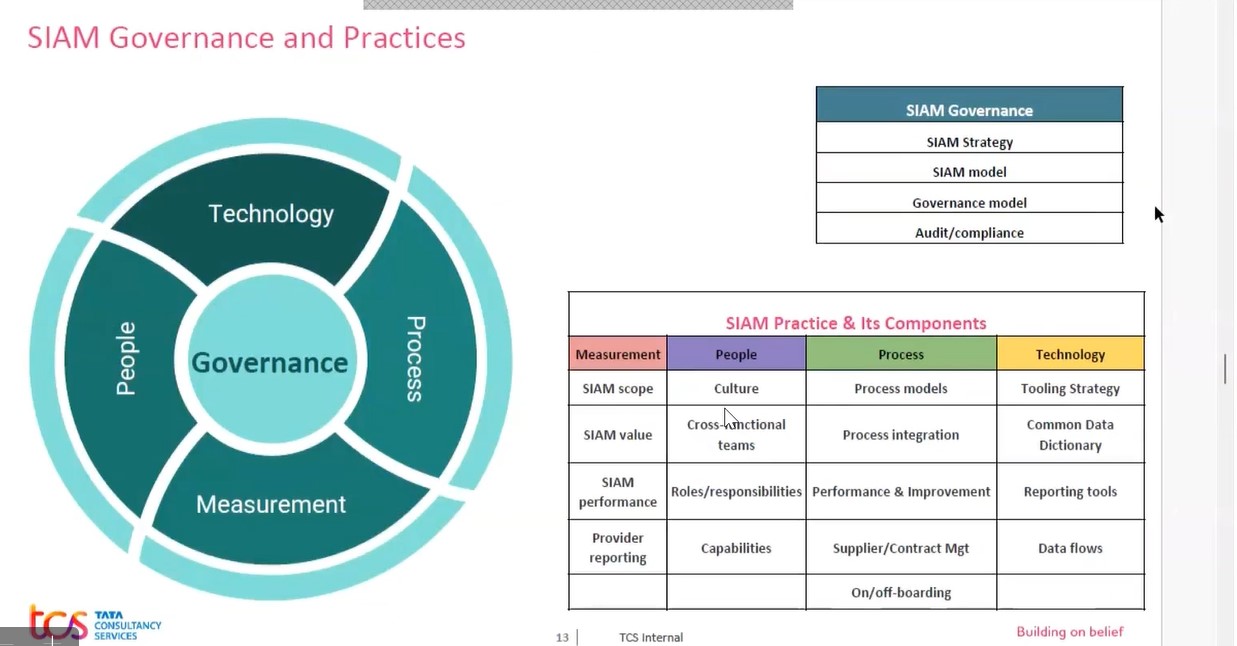 SIAM Governance and Practices
Technology
People
Governance
Process
Measurement
SIAM Governance
SIAM Strategy
SIAM model
Governance model
Audit/compliance
SIAM Practice & Its Components
Measurement People Process Technology
SIAM scope Culture Process models Tooling Strategy
SIAM value Cross-functional teams Process integration Common Data Dictionary
SIAM performance Roles/responsibilities Performance & Improvement Reporting tools
Provider reporting Capabilities Supplier/Contract Mgt Data flows
On/off-boarding
tcs TATA
CONSULTANCY
SERVICES
13 TCS Internal
Building on belief